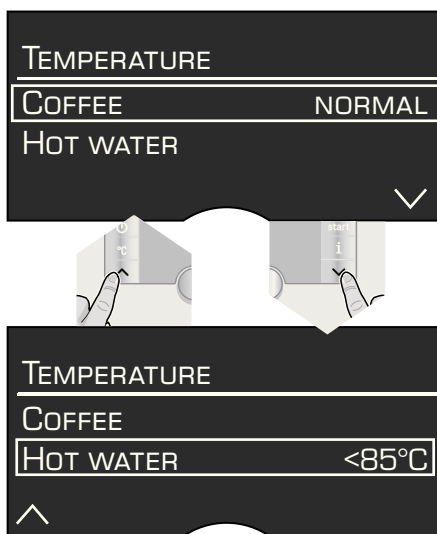 TEMPERATURE
COFFEE NORMAL
HOT WATER
°C
start
i
TEMPERATURE
COFFEE
HOT WATER <85°C